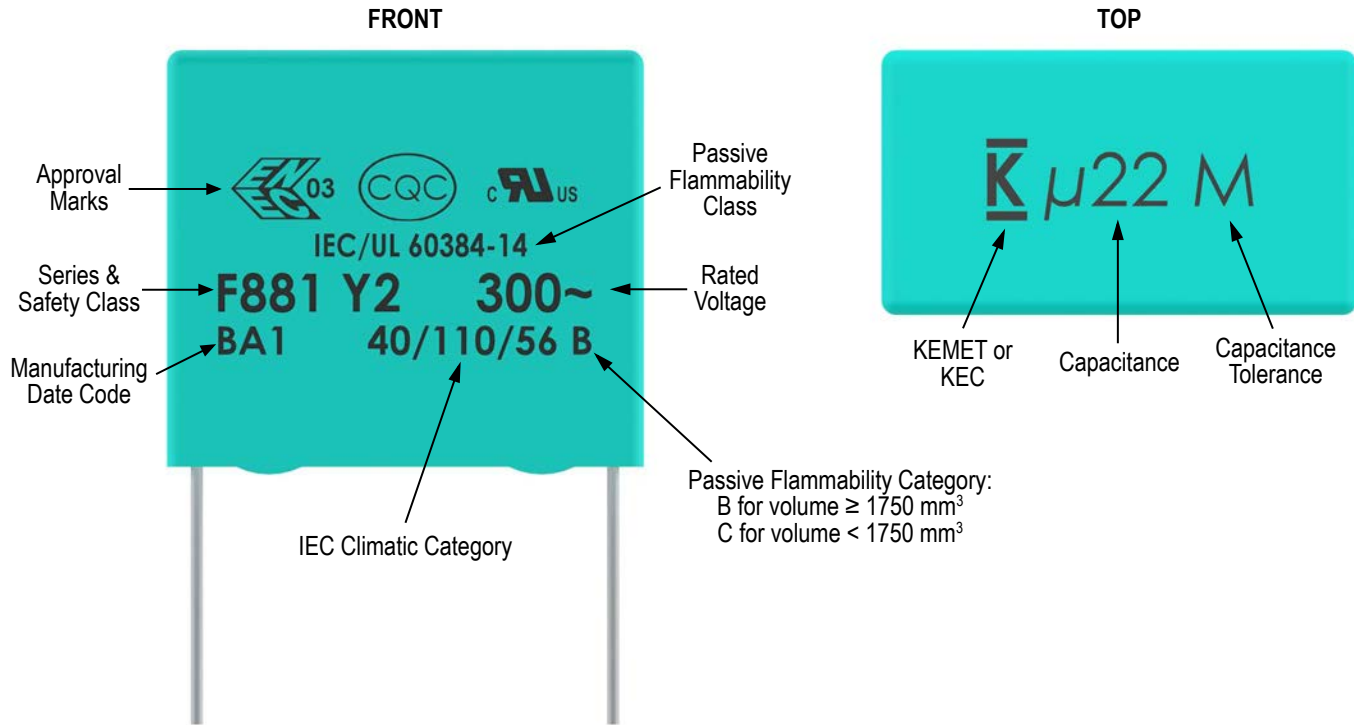 FRONT
TOP
Approval
Marks
ENEC 03
CQC
C RU US
Passive
Flammability
Class
IEC/UL 60384-14
Series &
Safety Class
F881 Y2 300~
Rated
Voltage
Manufacturing
Date Code
BA1 40/110/56 B
IEC Climatic Category
Passive Flammability Category:
B for volume ≥ 1750 mm³
C for volume < 1750 mm³
K µ22 M
KEMET or
KEC
Capacitance
Capacitance
Tolerance